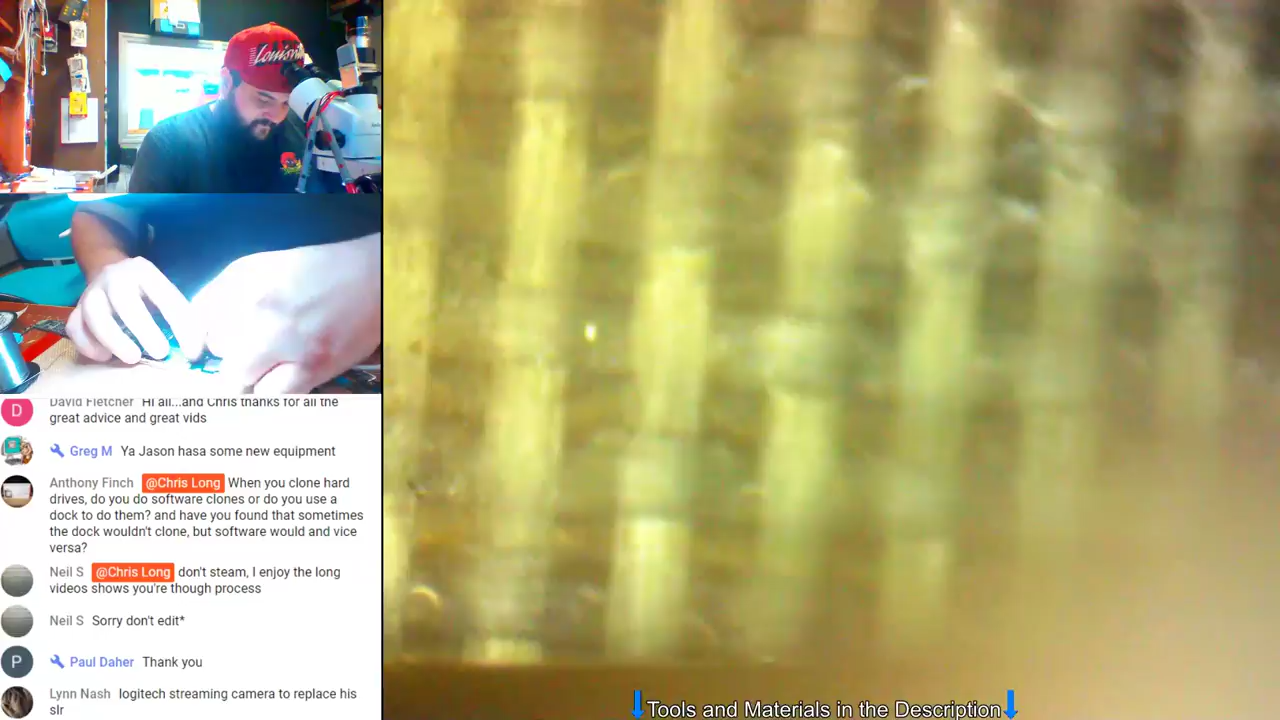 Louisville
David Fletcher Hi all...and Chris thanks for all the
great advice and great vids
Greg M Ya Jason hasa some new equipment
Anthony Finch @Chris Long When you clone hard
drives, do you do software clones or do you use a
dock to do them? and have you found that sometimes
the dock wouldn't clone, but software would and vice
versa?
Neil S @Chris Long don't steam, I enjoy the long
videos shows you're though process
Neil S Sorry don't edit*
P Paul Daher Thank you
Lynn Nash logitech streaming camera to replace his
slr
D
Tools and Materials in the Description